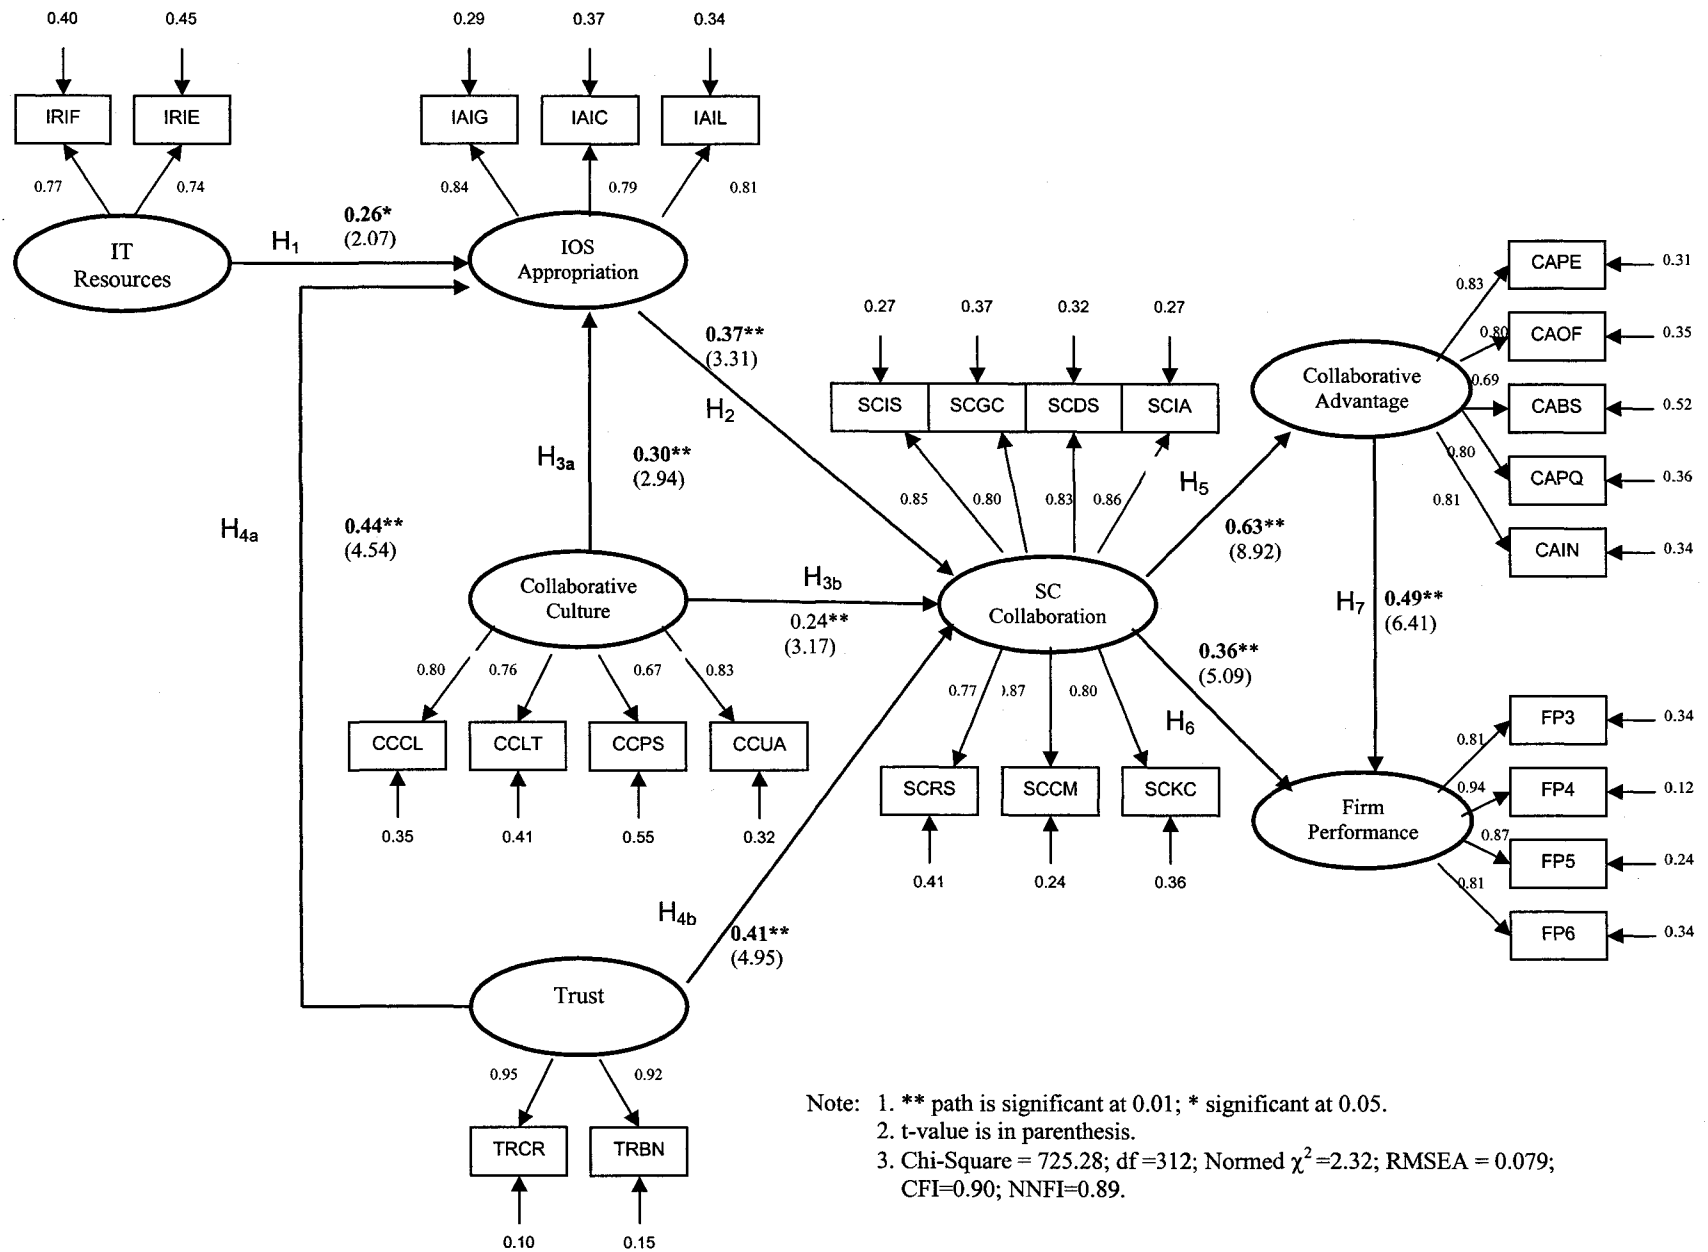 0.40 0.45 0.29 0.37 0.34
IRIF IRIE IAIG IAIC IAIL
0.77 0.74 0.84 0.79 0.81
IT
Resources
H1
0.26*
(2.07)
IOS
Appropriation
0.37**
(3.31)
H2
H3a
0.30**
(2.94)
H4a
0.44**
(4.54)
0.27 0.37 0.32 0.27
SCIS SCGC SCDS SCIA
0.85 0.80 0.83 0.86
Collaborative
Culture
H3b
0.24**
(3.17)
SC
Collaboration
0.80 0.76 0.67 0.83
CCCL CCLT CCPS CCUA
0.35 0.41 0.55 0.32
0.77 0.87 0.80
SCRS SCCM SCKC
0.41 0.24 0.36
H5
0.63**
(8.92)
Collaborative
Advantage
0.83 CAPE 0.31
0.80 CAOF 0.35
0.69 CABS 0.52
0.80 CAPQ 0.36
0.81 CAIN 0.34
H7
0.49**
(6.41)
0.36**
(5.09)
H6
Firm
Performance
0.81 FP3 0.34
0.94 FP4 0.12
0.87 FP5 0.24
0.81 FP6 0.34
H4b
0.41**
(4.95)
Trust
0.95 0.92
TRCR TRBN
0.10 0.15
Note: 1. ** path is significant at 0.01; * significant at 0.05.
2. t-value is in parenthesis.
3. Chi-Square = 725.28; df =312; Normed χ² =2.32; RMSEA = 0.079;
CFI=0.90; NNFI=0.89.